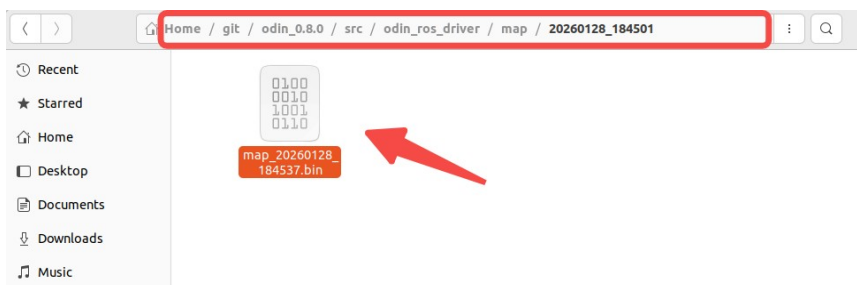 Home / git / odin_0.8.0 / src / odin_ros_driver / map / 20260128_184501
Recent
Starred
Home
Desktop
Documents
Downloads
Music
0100
0010
1001
0110
map_20260128_
184537.bin